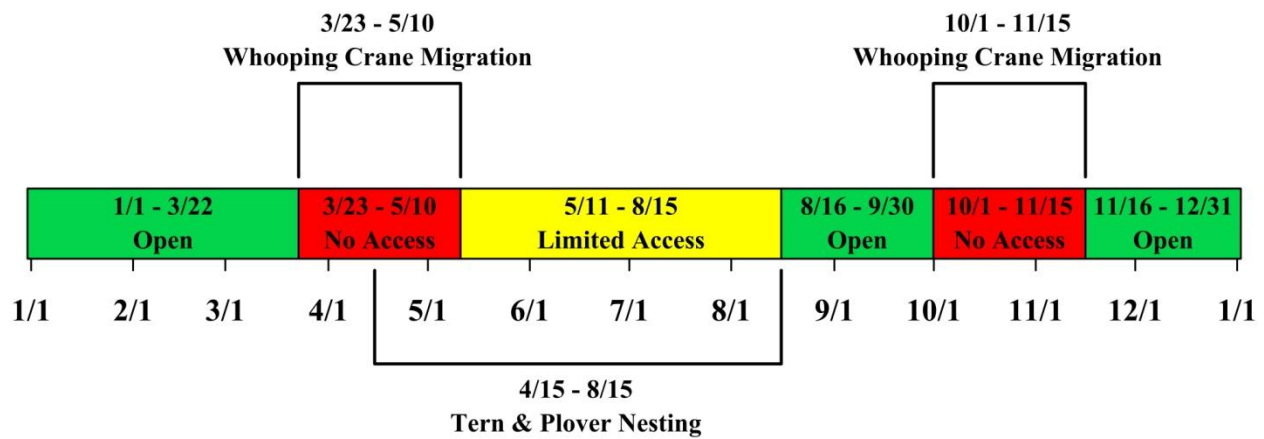 3/23 - 5/10
Whooping Crane Migration
10/1 - 11/15
Whooping Crane Migration
1/1 - 3/22
Open
3/23 - 5/10
No Access
5/11 - 8/15
Limited Access
8/16 - 9/30
Open
10/1 - 11/15
No Access
11/16 - 12/31
Open
1/1 2/1 3/1 4/1 5/1 6/1 7/1 8/1 9/1 10/1 11/1 12/1 1/1
4/15 - 8/15
Tern & Plover Nesting